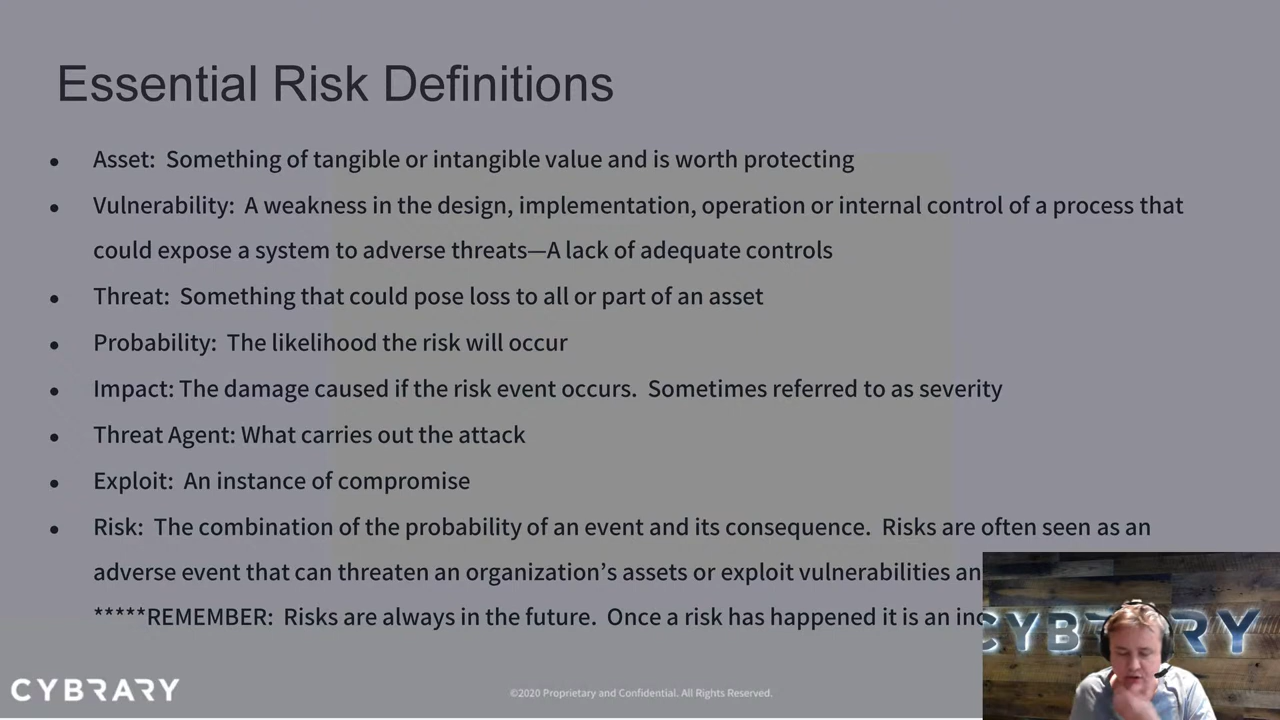 Essential Risk Definitions
• Asset: Something of tangible or intangible value and is worth protecting
• Vulnerability: A weakness in the design, implementation, operation or internal control of a process that
could expose a system to adverse threats—A lack of adequate controls
• Threat: Something that could pose loss to all or part of an asset
• Probability: The likelihood the risk will occur
• Impact: The damage caused if the risk event occurs. Sometimes referred to as severity
• Threat Agent: What carries out the attack
• Exploit: An instance of compromise
• Risk: The combination of the probability of an event and its consequence. Risks are often seen as an
adverse event that can threaten an organization's assets or exploit vulnerabilities
*****REMEMBER: Risks are always in the future. Once a risk has happened it is an
CYBRARY
CYBRARY
©2020 Proprietary and Confidential. All Rights Reserved.